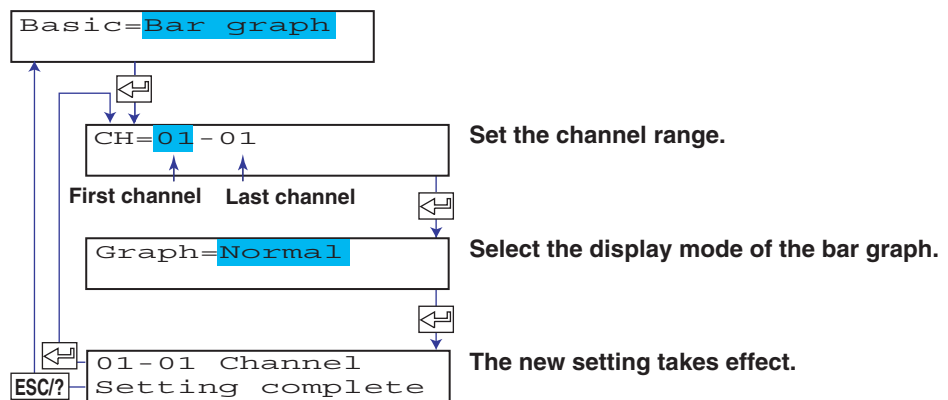 Basic=Bar graph
CH=01-01
Set the channel range.
First channel
Last channel
Graph=Normal
Select the display mode of the bar graph.
01-01 Channel
The new setting takes effect.
ESC/?
Setting complete